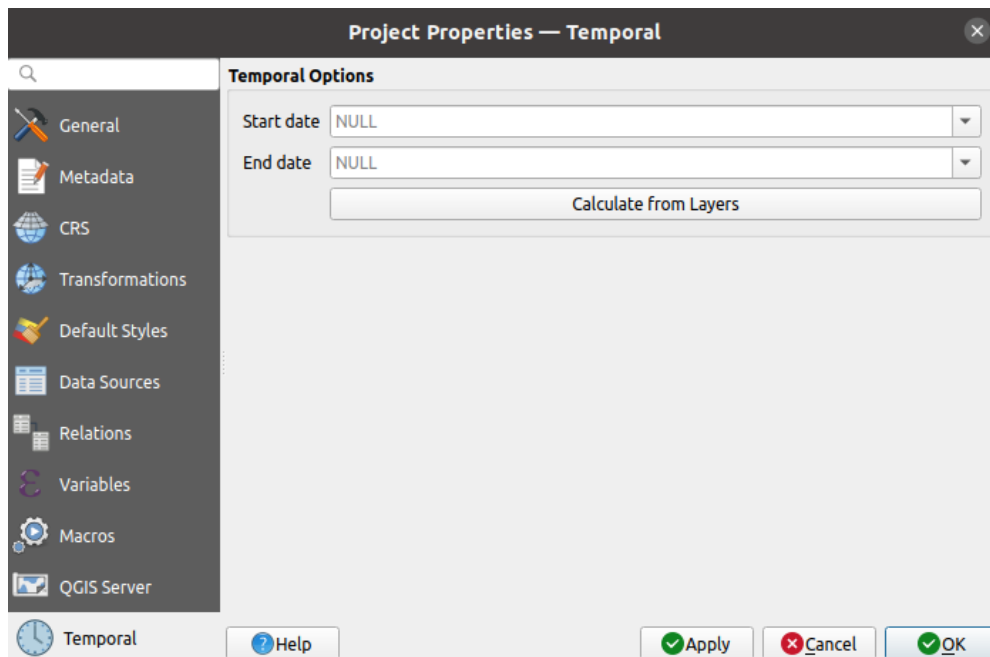 Project Properties — Temporal
Temporal Options
General
Metadata
CRS
Transformations
Default Styles
Data Sources
Relations
Variables
Macros
QGIS Server
Temporal
Start date NULL
End date NULL
Calculate from Layers
Help Apply Cancel OK